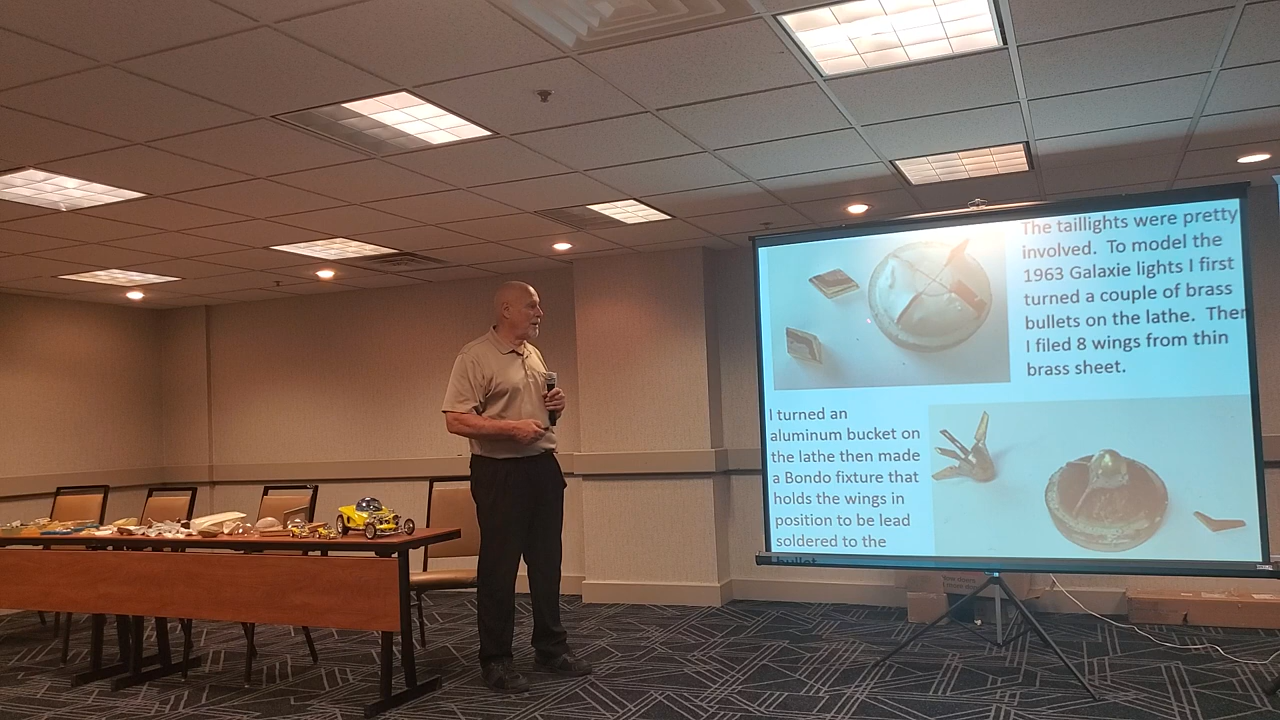 The taillights were pretty
involved. To model the
1963 Galaxie lights I first
turned a couple of brass
bullets on the lathe. Then
I filed 8 wings from thin
brass sheet.
I turned an
aluminum bucket on
the lathe then made
a Bondo fixture that
holds the wings in
position to be lead
soldered to the
bullet.